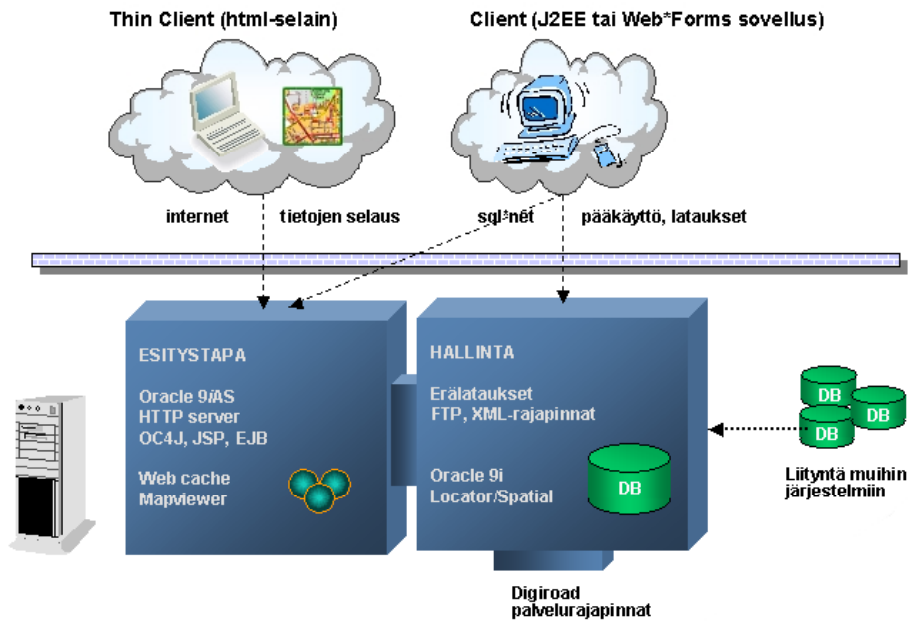 Thin Client (html-selain)
Client (J2EE tai Web*Forms sovellus)
internet
tietojen selaus
sql*net
pääkäyttö, lataukset
ESITYSTAPA
Oracle 9iAS
HTTP server
OC4J, JSP, EJB
Web cache
Mapviewer
HALLINTA
Erälataukset
FTP, XML-rajapinnat
Oracle 9i
Locator/Spatial
DB
DB
DB
DB
Liityntä muihin
järjestelmiin
Digiroad
palvelurajapinnat